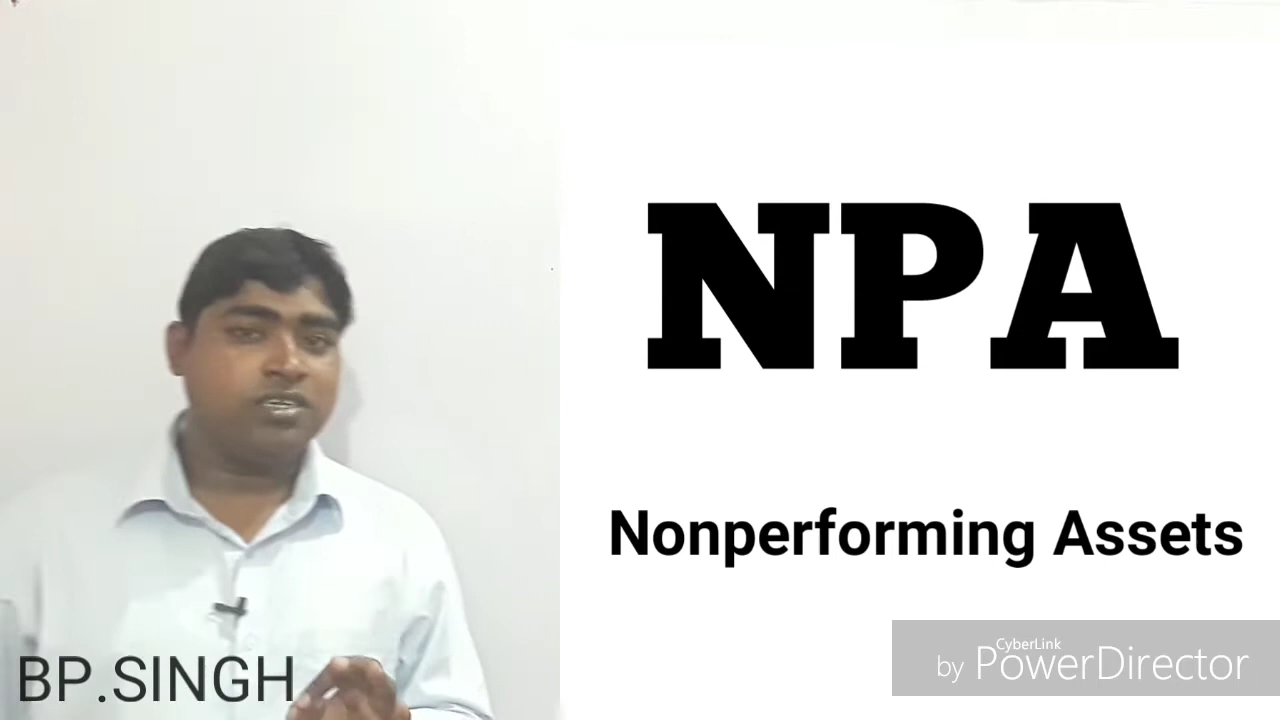 NPA
Nonperforming Assets
BP.SINGH
CyberLink
by PowerDirector